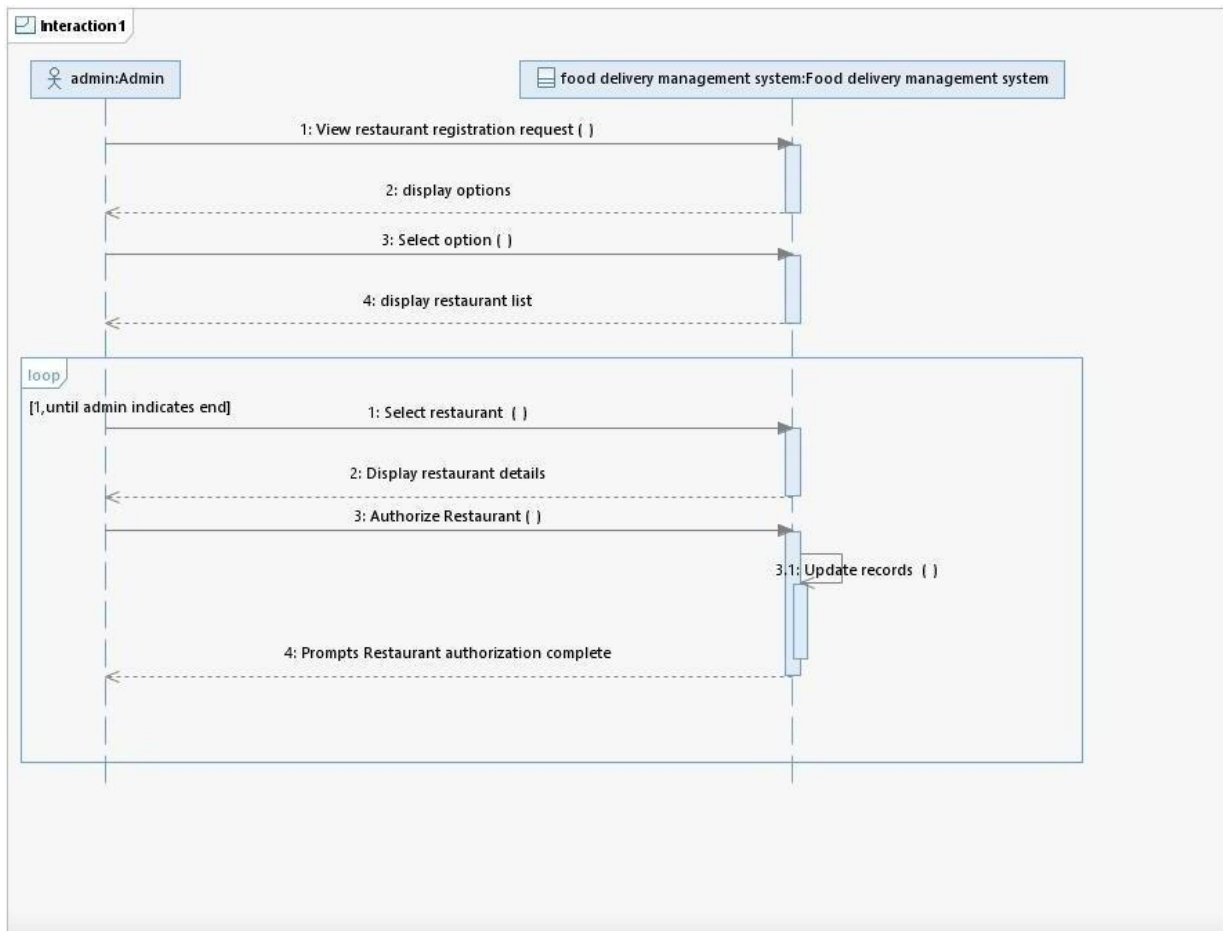 Interaction1
admin:Admin
food delivery management system:Food delivery management system
1: View restaurant registration request ( )
2: display options
3: Select option ( )
4: display restaurant list
loop
[1,until admin indicates end]
1: Select restaurant ( )
2: Display restaurant details
3: Authorize Restaurant ( )
3.1: Update records ( )
4: Prompts Restaurant authorization complete